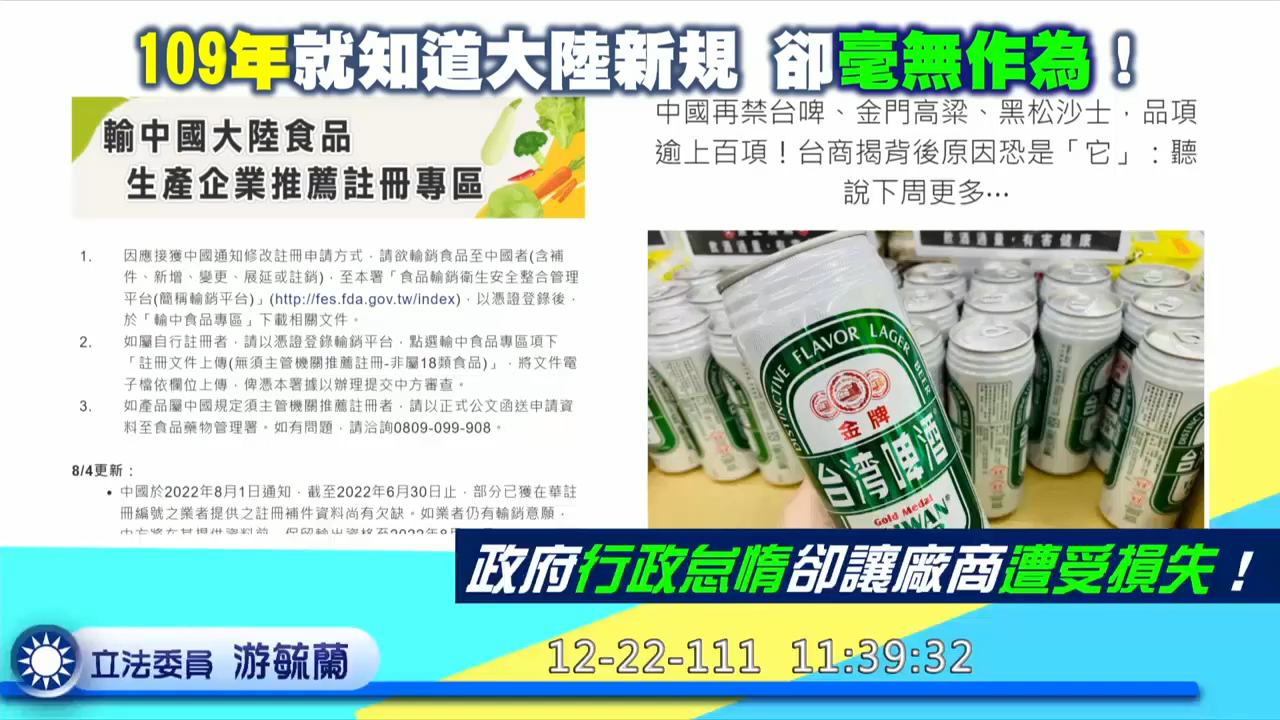 109年就知道大陸新規 卻毫無作為！
輸中國大陸食品
生產企業推薦註冊專區
1. 因應接獲中國通知修改註冊申請方式，請欲輸銷食品至中國者(含補
件、新增、變更、展延或註銷)，至本署「食品輸銷衛生安全整合管理
平台(簡稱輸銷平台)」(http://fes.fda.gov.tw/index)，以憑證登錄後，
於「輸中食品專區」下載相關文件。
2. 如屬自行註冊者，請以憑證登錄輸銷平台，點選輸中食品專區項下
「註冊文件上傳(無須主管機關推薦註冊-非屬18類食品)」，將文件電
子檔依欄位上傳，俾憑本署據以辦理提交中方審查。
3. 如產品屬中國規定須主管機關推薦註冊者，請以正式公文函送申請資
料至食品藥物管理署。如有問題，請洽詢0809-099-908。
8/4更新：
• 中國於2022年8月1日通知，截至2022年6月30日止，部分已獲在華註
冊編號之業者提供之註冊補件資料尚有欠缺。如業者仍有輸銷意願，
中國再禁台啤、金門高粱、黑松沙士，品項
逾上百項！台商揭背後原因恐是「它」：聽
說下周更多…
飲酒過量，有害健康
DISTINCTIVE FLAVOR LAGER BEER
金牌
台灣啤酒
Gold Medal
政府行政怠惰卻讓廠商遭受損失！
立法委員 游毓蘭
12-22-111 11:39:32